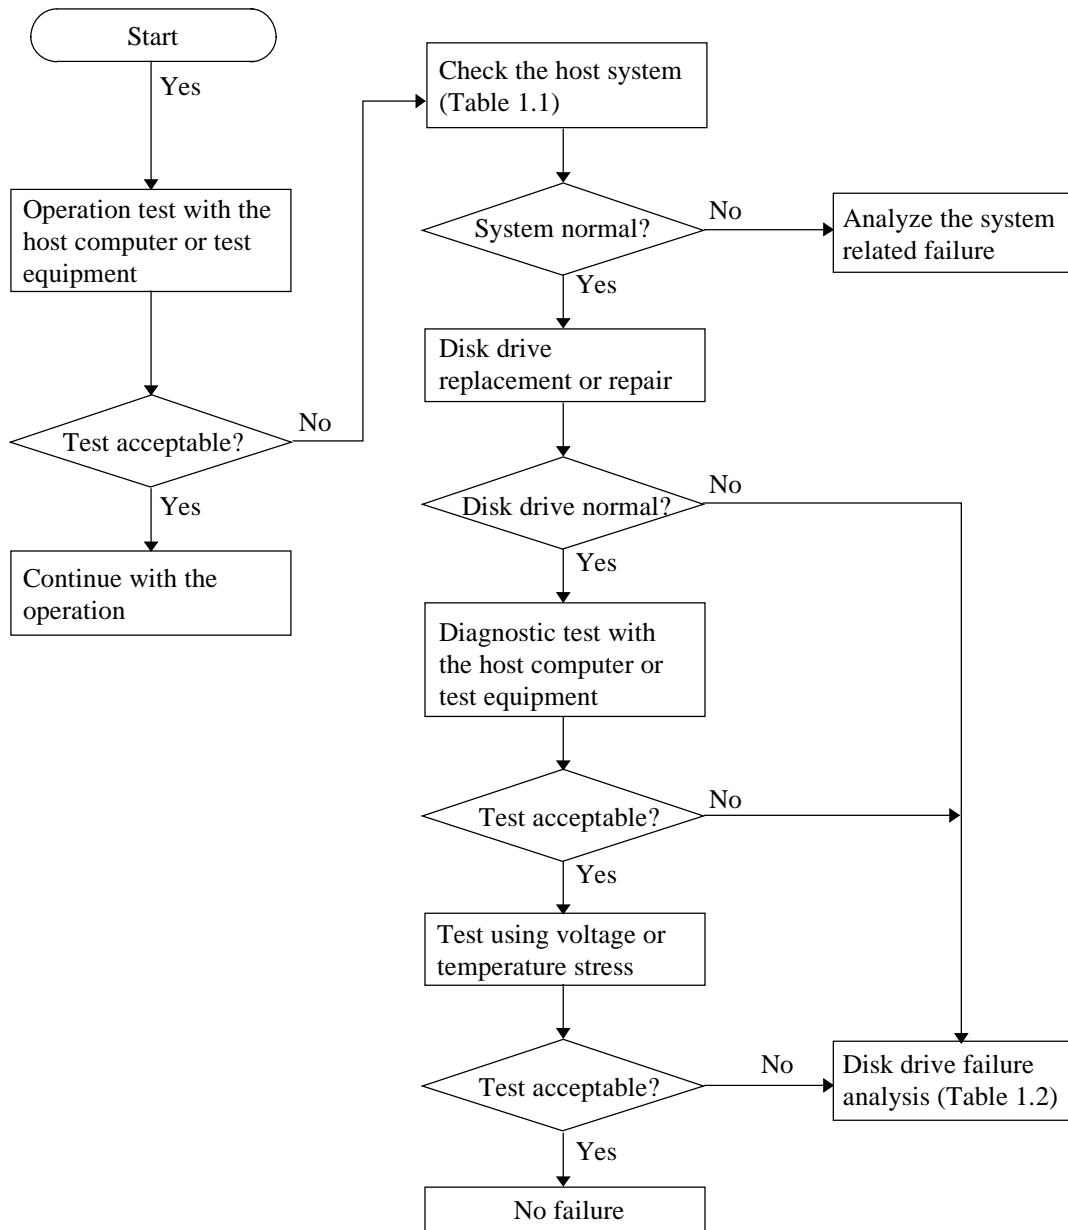 Start
Yes
Operation test with the
host computer or test
equipment
Test acceptable?
No
Yes
Continue with the
operation
Check the host system
(Table 1.1)
System normal?
No
Analyze the system
related failure
Yes
Disk drive
replacement or repair
Disk drive normal?
No
Yes
Diagnostic test with
the host computer or
test equipment
Test acceptable?
No
Yes
Test using voltage or
temperature stress
Test acceptable?
No
Disk drive failure
analysis (Table 1.2)
Yes
No failure